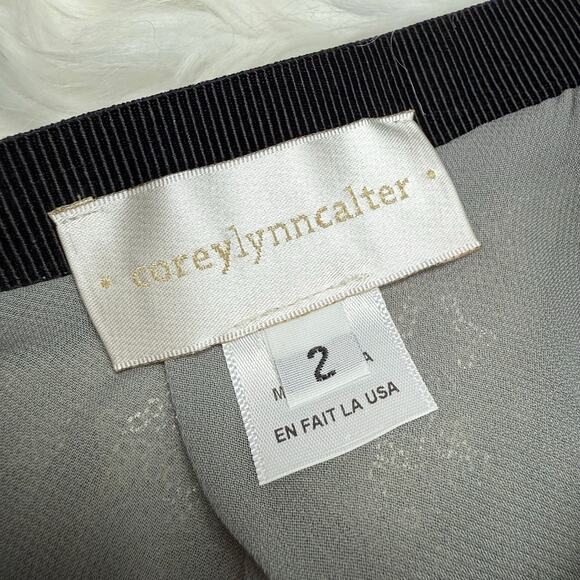 • coreylynncalter •
2
EN FAIT LA USA